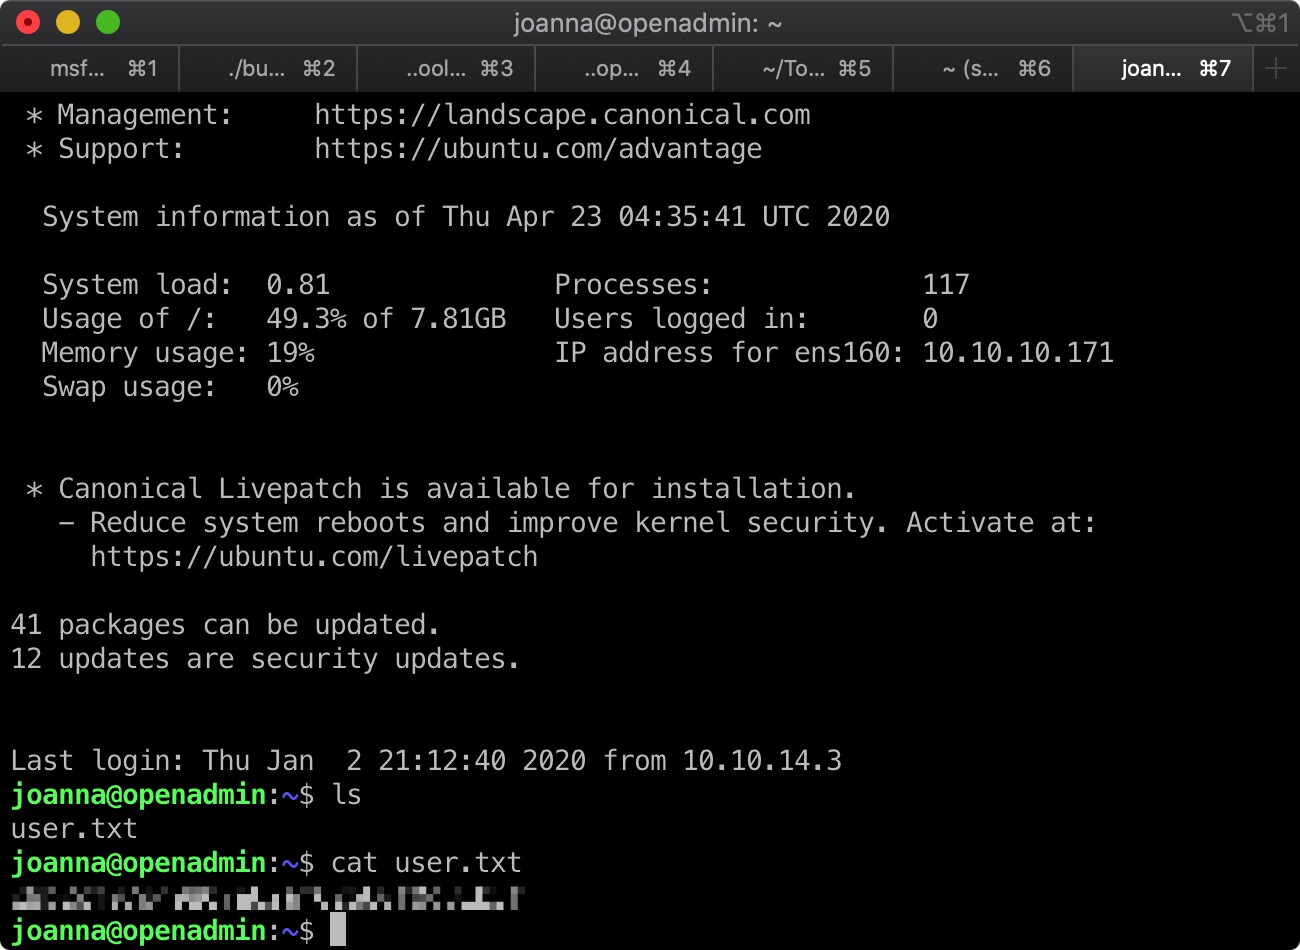 joanna@openadmin: ~ ⌥⌘1
msf... ⌘1 ./bu... ⌘2 ..ool... ⌘3 ..op... ⌘4 ~/To... ⌘5 ~ (s... ⌘6 joan... ⌘7
* Management: https://landscape.canonical.com
* Support: https://ubuntu.com/advantage
System information as of Thu Apr 23 04:35:41 UTC 2020
System load: 0.81 Processes: 117
Usage of /: 49.3% of 7.81GB Users logged in: 0
Memory usage: 19% IP address for ens160: 10.10.10.171
Swap usage: 0%
* Canonical Livepatch is available for installation.
- Reduce system reboots and improve kernel security. Activate at:
https://ubuntu.com/livepatch
41 packages can be updated.
12 updates are security updates.
Last login: Thu Jan  2 21:12:40 2020 from 10.10.14.3
joanna@openadmin:~$ ls
user.txt
joanna@openadmin:~$ cat user.txt
joanna@openadmin:~$